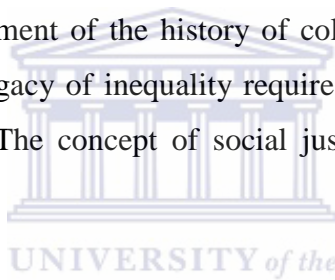 ment of the history of col
gacy of inequality require
The concept of social jus
UNIVERSITY of the